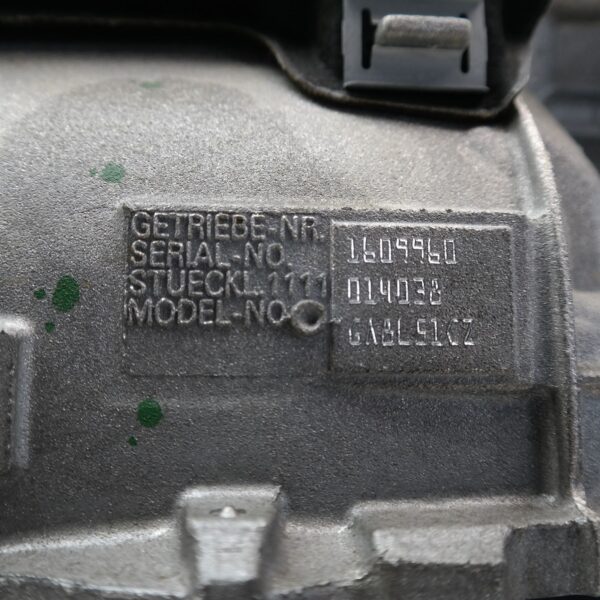 GETRIEBE-NR. 1609960
SERIAL-NO.
STUECKL.1111 014038
MODEL-NO GA8L51CZ